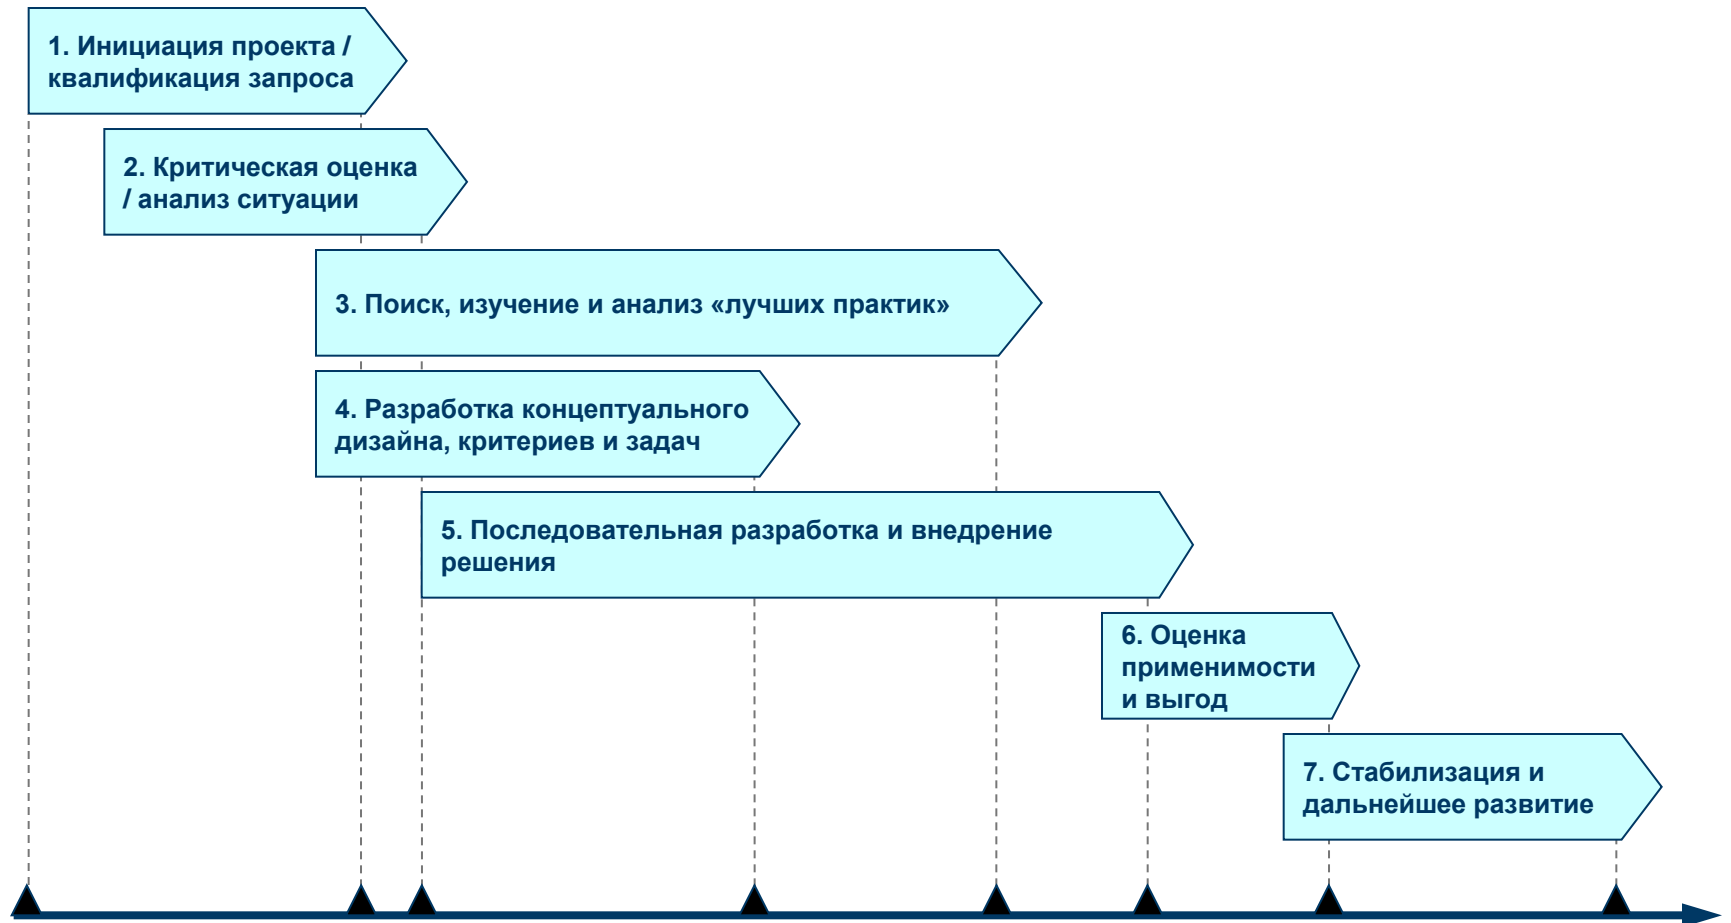 1. Инициация проекта /
квалификация запроса
2. Критическая оценка
/ анализ ситуации
3. Поиск, изучение и анализ «лучших практик»
4. Разработка концептуального
дизайна, критериев и задач
5. Последовательная разработка и внедрение
решения
6. Оценка
применимости
и выгод
7. Стабилизация и
дальнейшее развитие